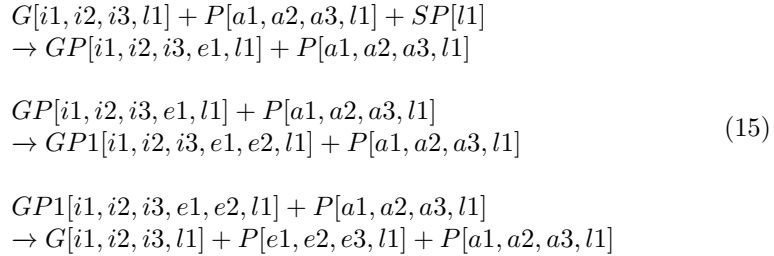 G[i1, i2, i3, l1] + P[a1, a2, a3, l1] + SP[l1]
→ GP[i1, i2, i3, e1, l1] + P[a1, a2, a3, l1]
GP[i1, i2, i3, e1, l1] + P[a1, a2, a3, l1]
→ GP1[i1, i2, i3, e1, e2, l1] + P[a1, a2, a3, l1]
(15)
GP1[i1, i2, i3, e1, e2, l1] + P[a1, a2, a3, l1]
→ G[i1, i2, i3, l1] + P[e1, e2, e3, l1] + P[a1, a2, a3, l1]